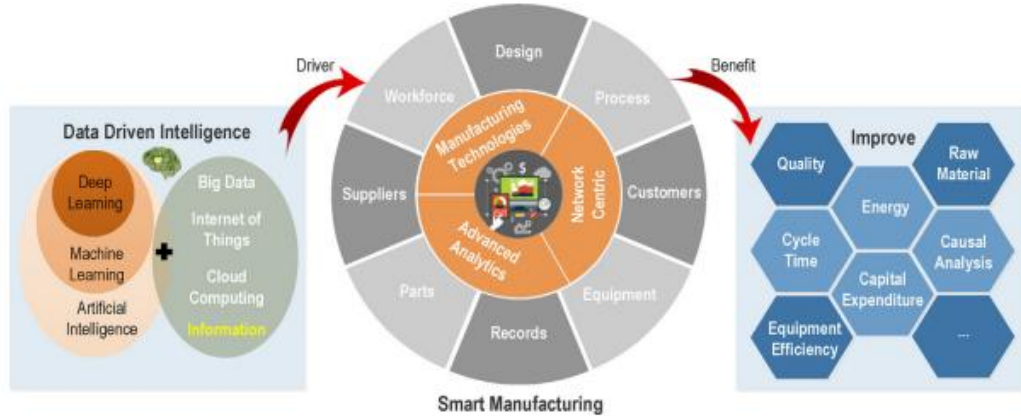 Data Driven Intelligence
Deep
Learning
Machine
Learning
Artificial
Intelligence
Big Data
Internet of
Things
Cloud
Computing
Information
Driver
Design
Process
Customers
Equipment
Records
Parts
Suppliers
Workforce
Manufacturing
Technologies
Network
Centric
Advanced
Analytics
$
Smart Manufacturing
Benefit
Improve
Quality
Raw
Material
Energy
Cycle
Time
Causal
Analysis
Capital
Expenditure
Equipment
Efficiency
...